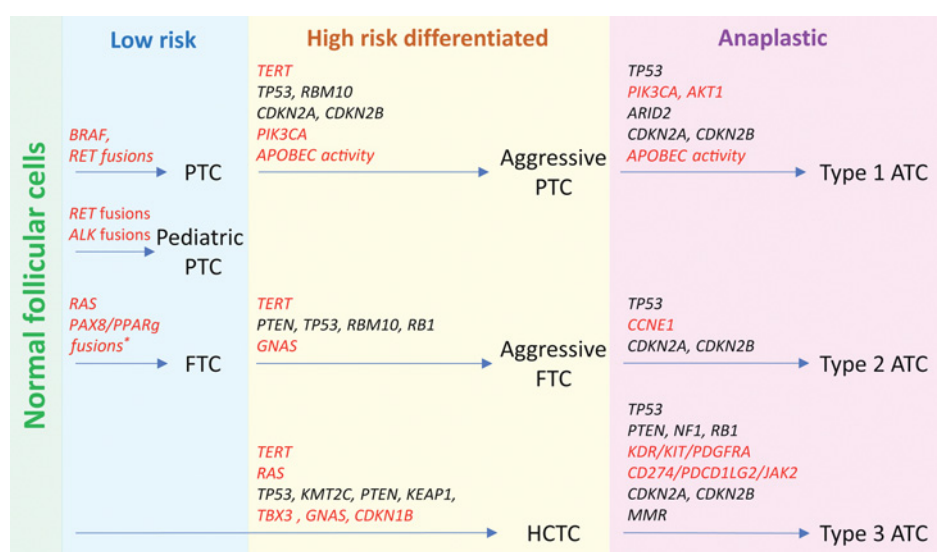 Normal follicular cells
Low risk
High risk differentiated
Anaplastic
BRAF,
RET fusions
PTC
TERT
TP53, RBM10
CDKN2A, CDKN2B
PIK3CA
APOBEC activity
Aggressive
PTC
TP53
PIK3CA, AKT1
ARID2
CDKN2A, CDKN2B
APOBEC activity
Type 1 ATC
RET fusions
ALK fusions
Pediatric
PTC
RAS
PAX8/PPARg
fusions*
FTC
TERT
PTEN, TP53, RBM10, RB1
GNAS
Aggressive
FTC
TP53
CCNE1
CDKN2A, CDKN2B
Type 2 ATC
TERT
RAS
TP53, KMT2C, PTEN, KEAP1,
TBX3 , GNAS, CDKN1B
HCTC
TP53
PTEN, NF1, RB1
KDR/KIT/PDGFRA
CD274/PDCD1LG2/JAK2
CDKN2A, CDKN2B
MMR
Type 3 ATC